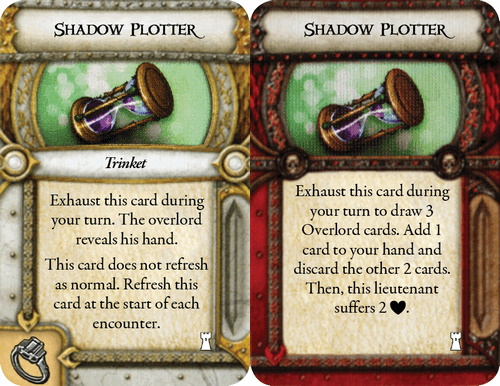 SHADOW PLOTTER
Trinket
Exhaust this card during
your turn. The overlord
reveals his hand.
This card does not refresh
as normal. Refresh this
card at the start of each
encounter.
SHADOW PLOTTER
Exhaust this card during
your turn to draw 3
Overlord cards. Add 1
card to your hand and
discard the other 2 cards.
Then, this lieutenant
suffers 2 ♥.